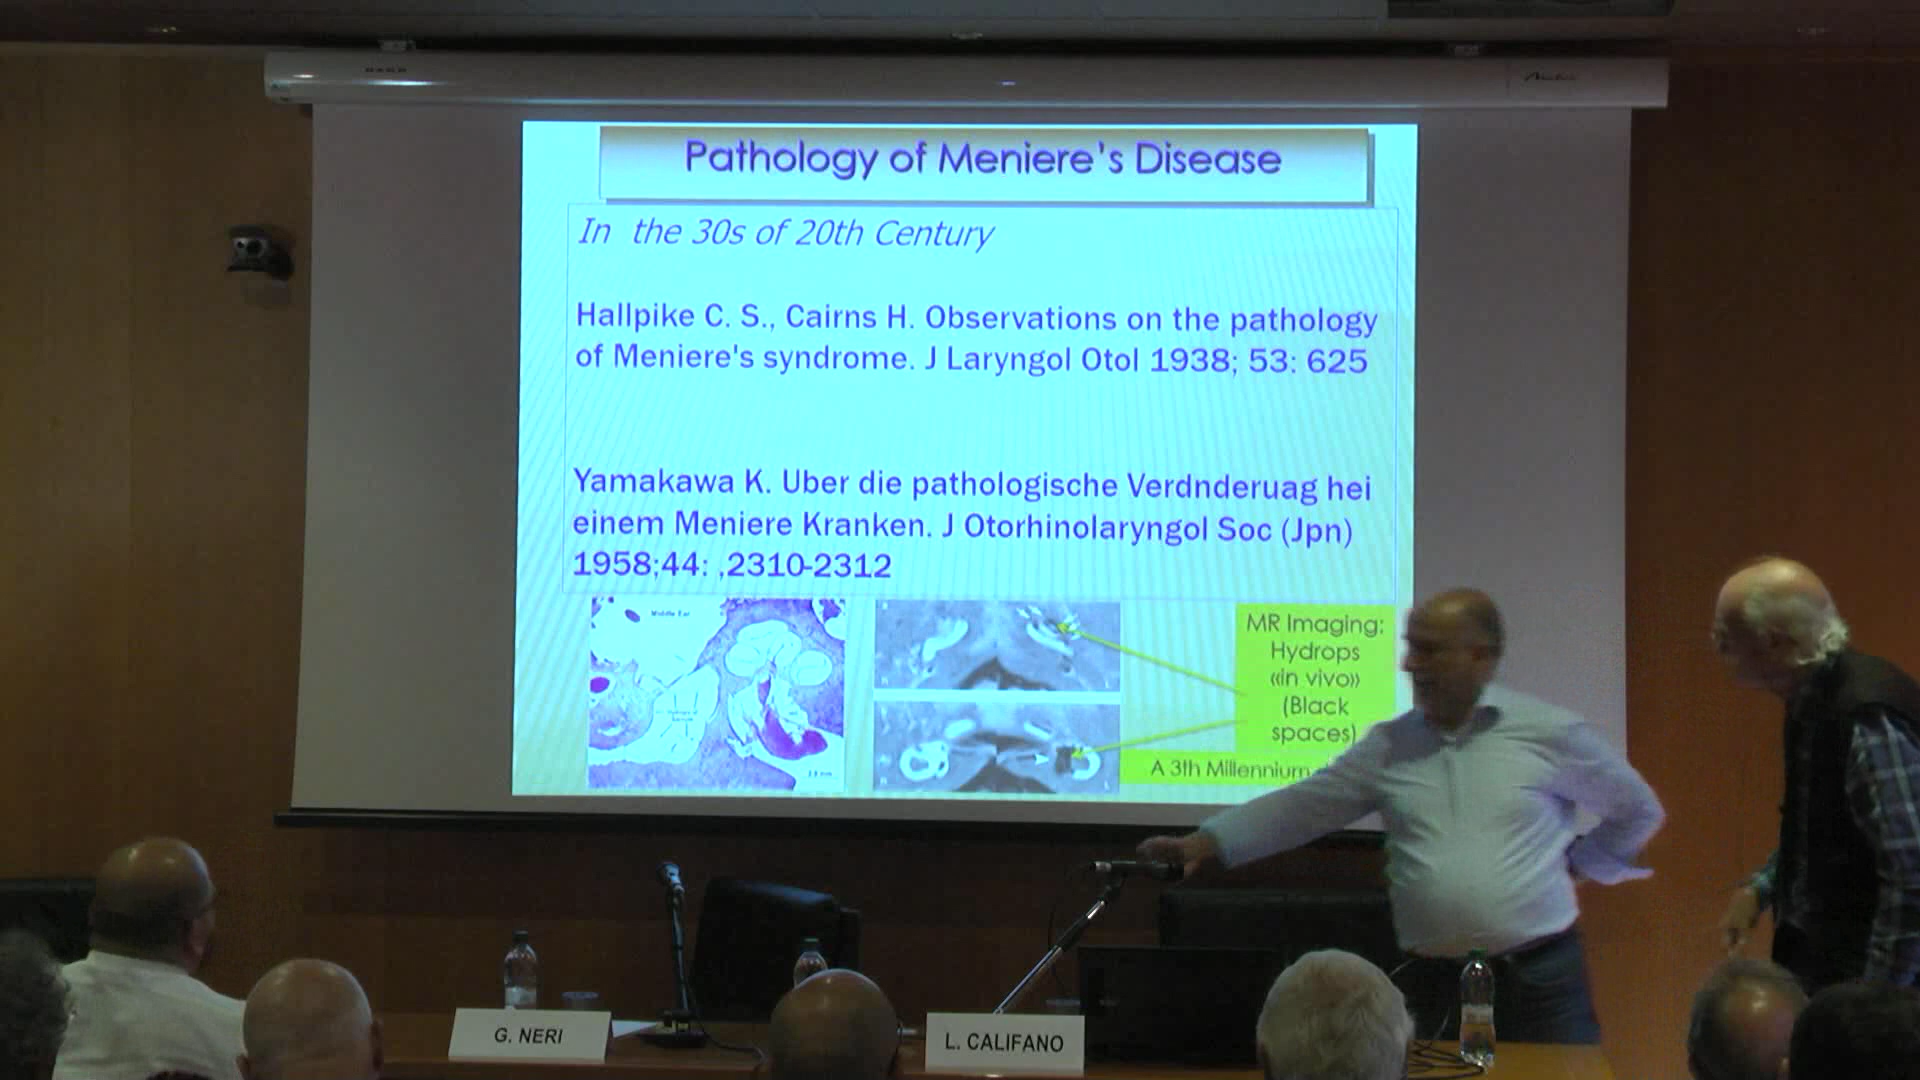 Pathology of Meniere's Disease
In the 30s of 20th Century
Hallpike C. S., Cairns H. Observations on the pathology
of Meniere's syndrome. J Laryngol Otol 1938; 53: 625
Yamakawa K. Uber die pathologische Verdnderuag hei
einem Meniere Kranken. J Otorhinolaryngol Soc (Jpn)
1958;44: ,2310-2312
Middle Ear
MR Imaging:
Hydrops
«in vivo»
(Black
spaces)
A 3th Millennium
G. NERI
L. CALIFANO